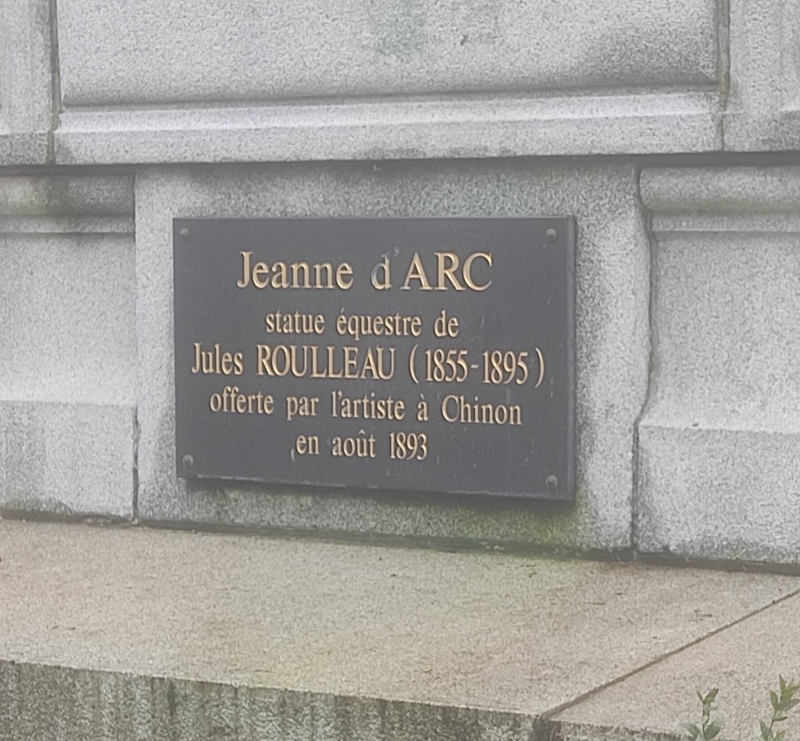 Jeanne d'ARC
statue équestre de
Jules ROULLEAU (1855-1895)
offerte par l'artiste à Chinon
en août 1893